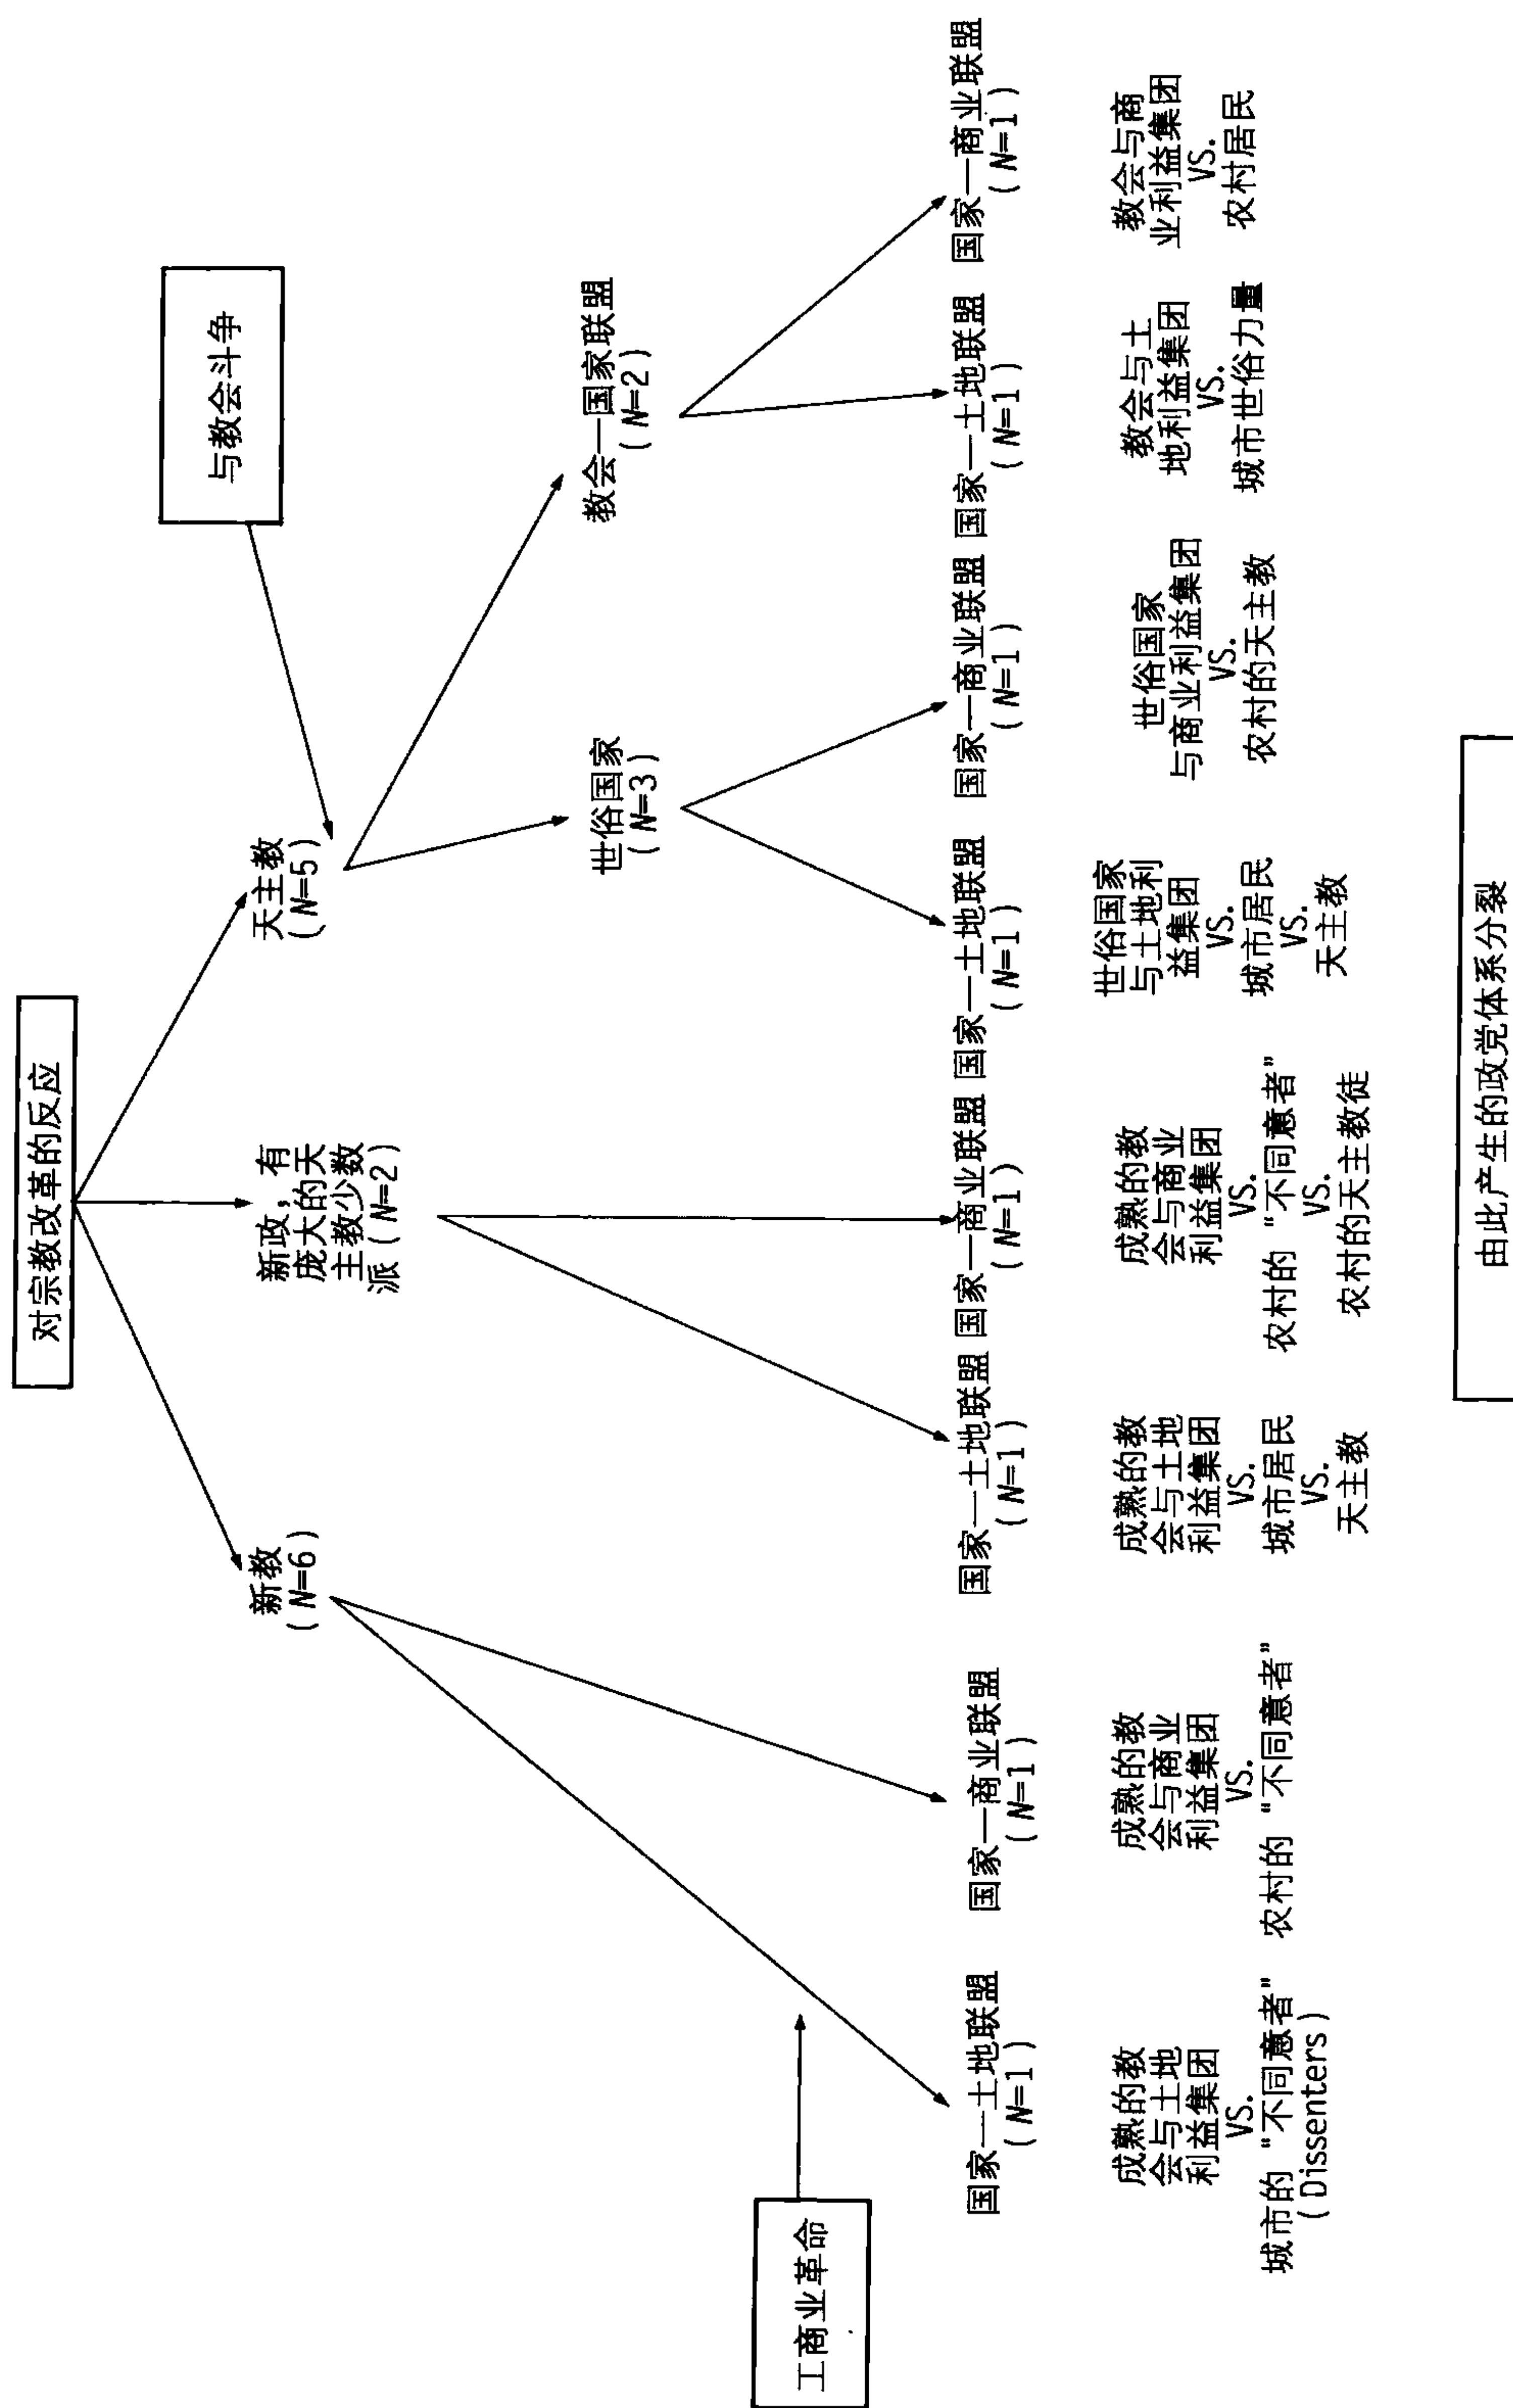 对宗教改革的反应
与教会斗争
新教
(N=6)
新政，有
庞大的天
主教少数
派(N=2)
天主教
(N=5)
世俗国家
(N=3)
教会—国家联盟
(N=2)
工商业革命
国家—土地联盟
(N=1)
国家—商业联盟
(N=1)
国家—土地联盟
(N=1)
国家—商业联盟
(N=1)
国家—土地联盟
(N=1)
国家—商业联盟
(N=1)
国家—土地联盟
(N=1)
国家—商业联盟
(N=1)
成熟的教
会与土地
利益集团
VS.
城市的“不同意者”
(Dissenters)
成熟的教
会与商业
利益集团
VS.
农村的“不同意者”
成熟的教
会与土地
利益集团
VS.
城市居民
VS.
天主教
成熟的教
会与商业
利益集团
VS.
农村的“不同意者”
VS.
农村的天主教徒
世俗国家
与土地利
益集团
VS.
城市居民
VS.
天主教
世俗国家
与商业利益集团
VS.
农村的天主教
教会与土
地利益集团
VS.
城市世俗力量
教会与商
业利益集团
VS.
农村居民
由此产生的政党体系分裂